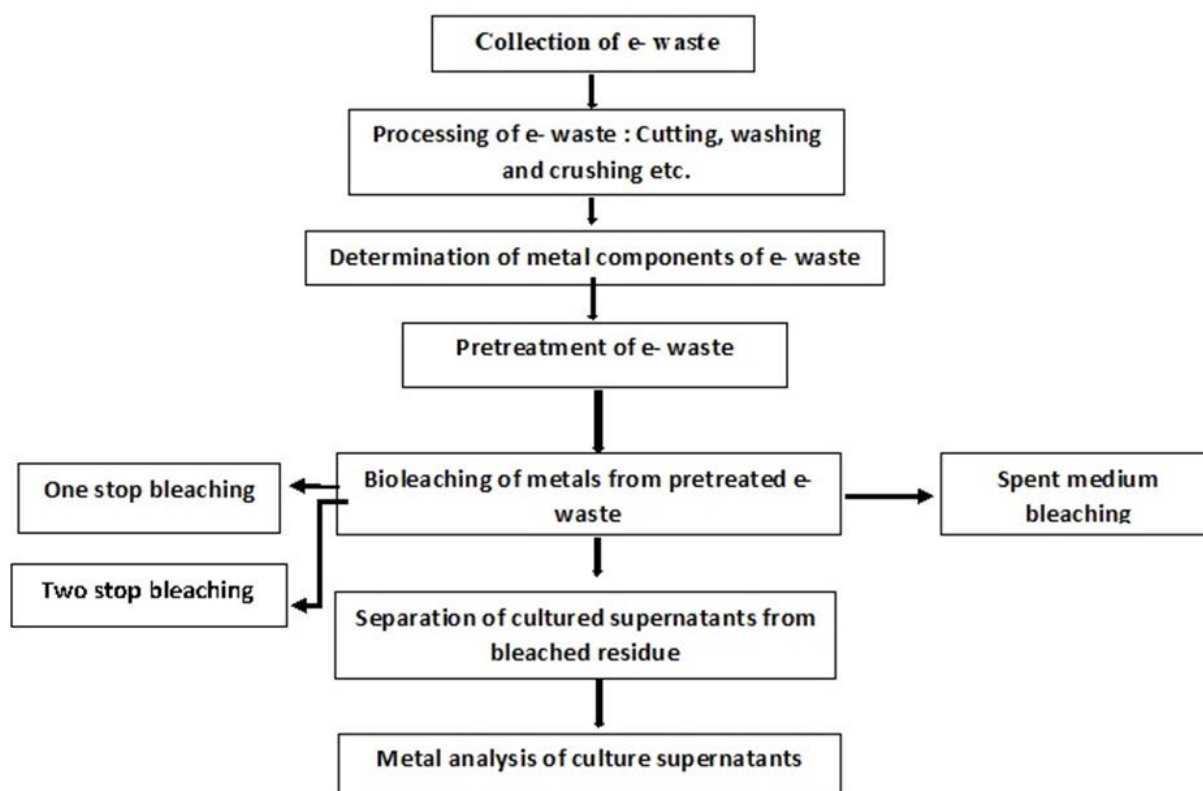 Collection of e- waste
Processing of e- waste : Cutting, washing
and crushing etc.
Determination of metal components of e- waste
Pretreatment of e- waste
One stop bleaching
Bioleaching of metals from pretreated e-
waste
Spent medium
bleaching
Two stop bleaching
Separation of cultured supernatants from
bleached residue
Metal analysis of culture supernatants